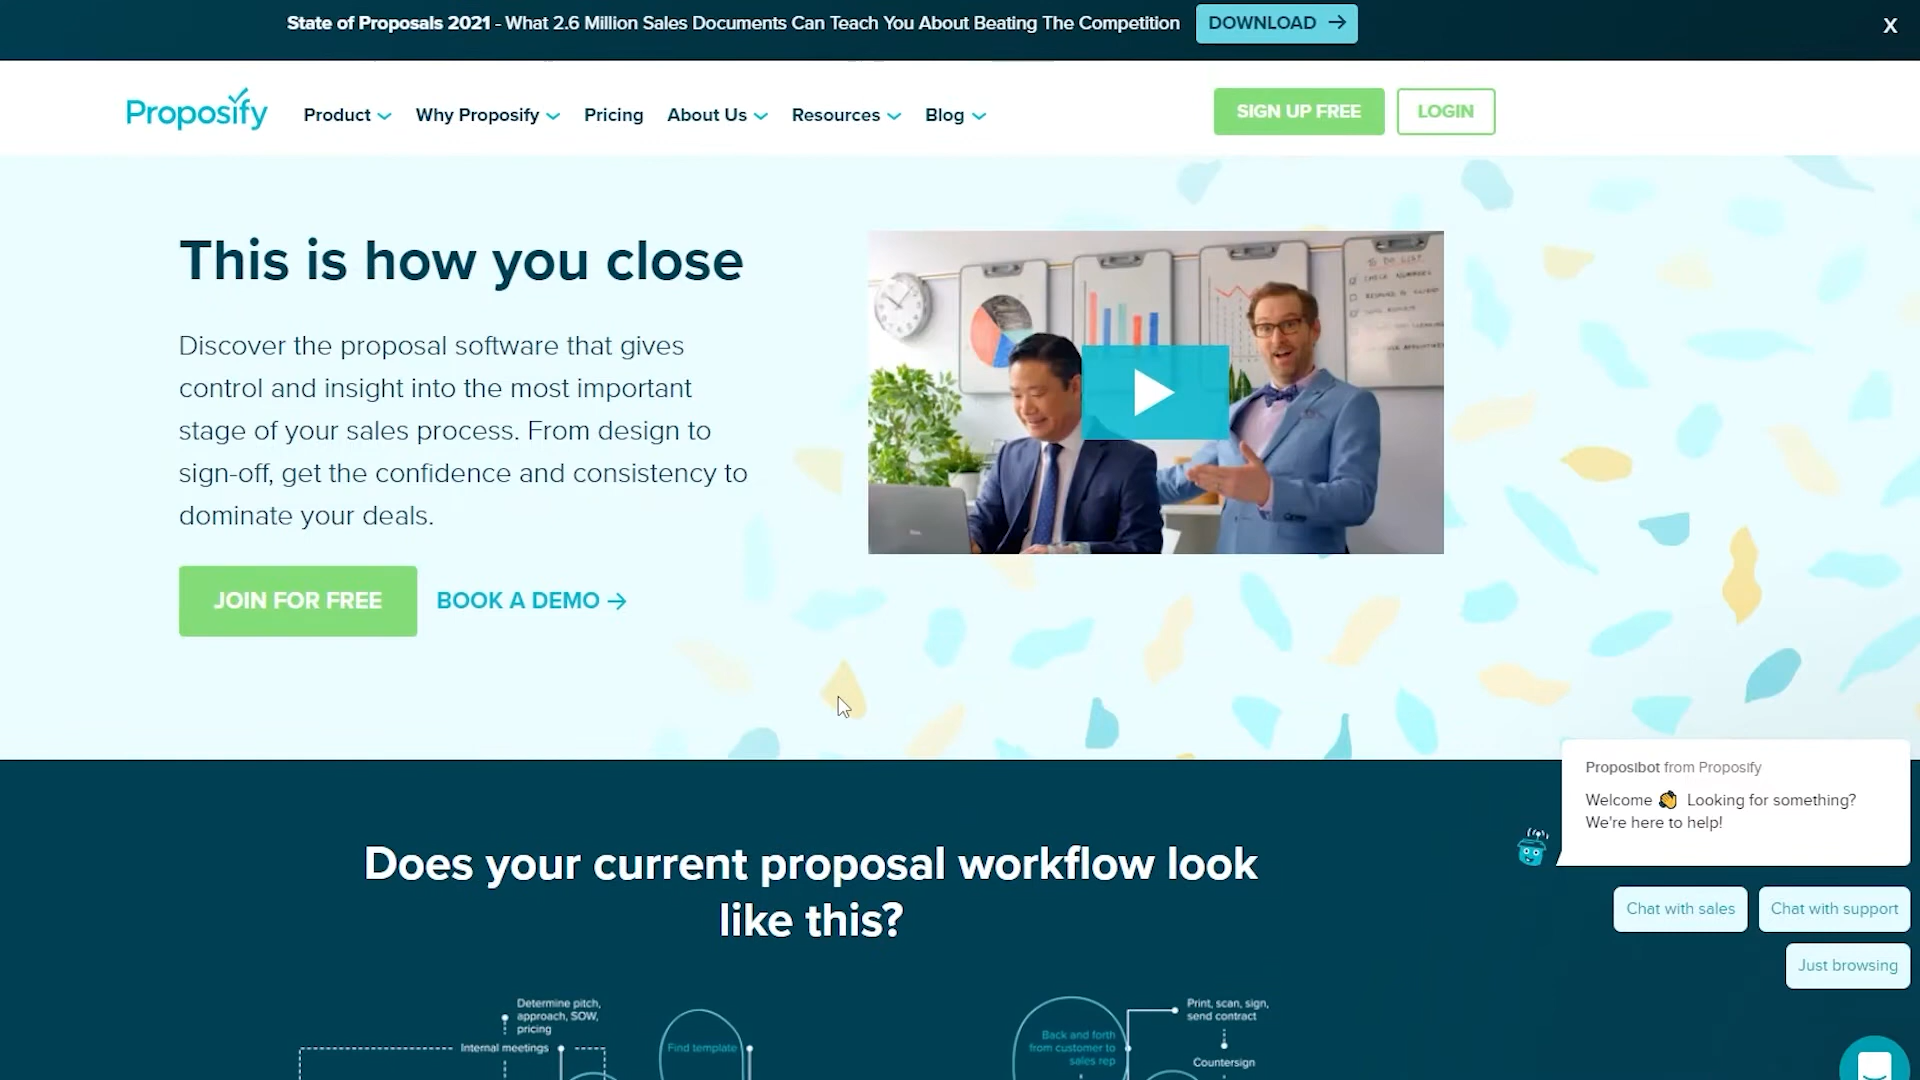 State of Proposals 2021 - What 2.6 Million Sales Documents Can Teach You About Beating The Competition
DOWNLOAD →
X
Proposify
Product
Why Proposify
Pricing
About Us
Resources
Blog
SIGN UP FREE
LOGIN
This is how you close
Discover the proposal software that gives
control and insight into the most important
stage of your sales process. From design to
sign-off, get the confidence and consistency to
dominate your deals.
JOIN FOR FREE
BOOK A DEMO →
TO DO LIST
CHECK NUMBERS
Proposibot from Proposify
Welcome 👏 Looking for something?
We're here to help!
Chat with sales
Chat with support
Just browsing
Does your current proposal workflow look
like this?
Determine pitch,
approach, SOW,
pricing
Internal meetings
Find template
Back and forth
from customer to
sales rep
Print, scan, sign,
send contract
Countersign